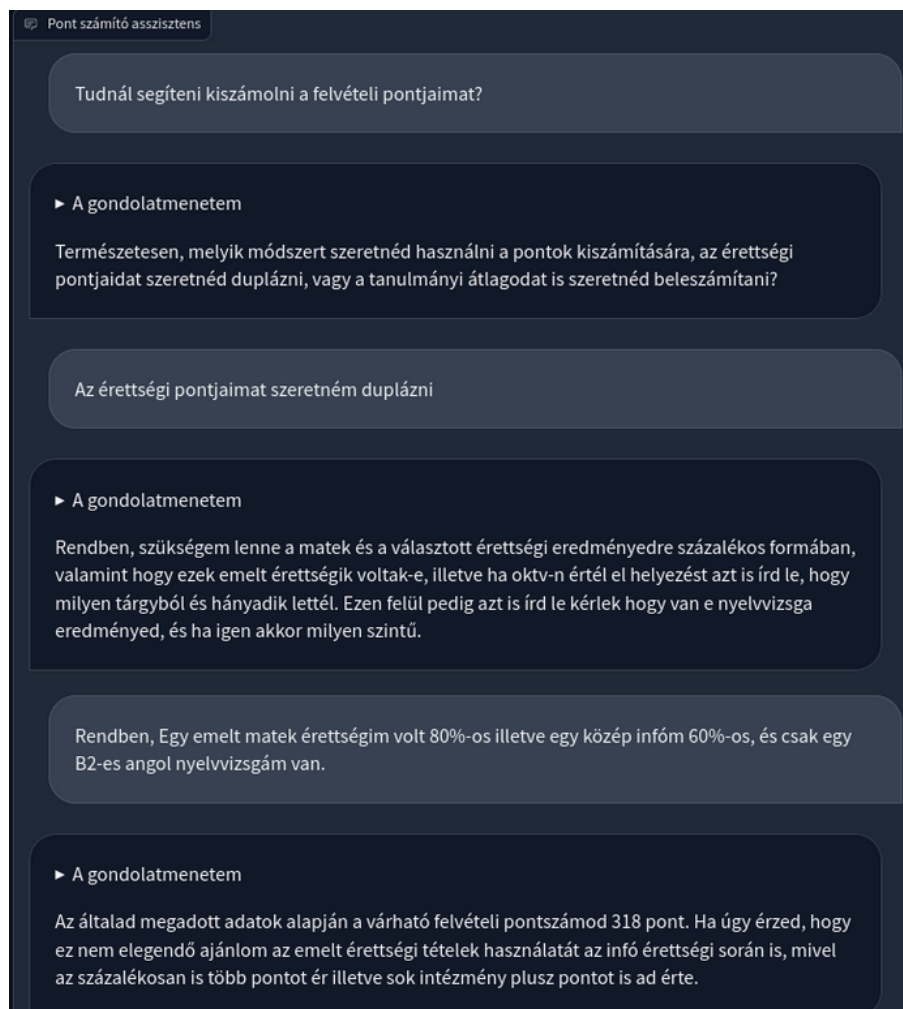 Pont számító asszisztens
Tudnál segíteni kiszámolni a felvételi pontjaimat?
► A gondolatmenetem
Természetesen, melyik módszert szeretnéd használni a pontok kiszámítására, az érettségi
pontjaidat szeretnéd duplázni, vagy a tanulmányi átlagodat is szeretnéd beleszámítani?
Az érettségi pontjaimat szeretném duplázni
► A gondolatmenetem
Rendben, szükségem lenne a matek és a választott érettségi eredményedre százalékos formában,
valamint hogy ezek emelt érettségik voltak-e, illetve ha oktv-n értél el helyezést azt is írd le, hogy
milyen tárgyból és hányadik lettél. Ezen felül pedig azt is írd le kérlek hogy van e nyelvvizsga
eredményed, és ha igen akkor milyen szintű.
Rendben, Egy emelt matek érettségim volt 80%-os illetve egy közép infóm 60%-os, és csak egy
B2-es angol nyelvvizsgám van.
► A gondolatmenetem
Az általad megadott adatok alapján a várható felvételi pontszámod 318 pont. Ha úgy érzed, hogy
ez nem elegendő ajánlom az emelt érettségi tételek használatát az infó érettségi során is, mivel
az százalékosan is több pontot ér illetve sok intézmény plusz pontot is ad érte.